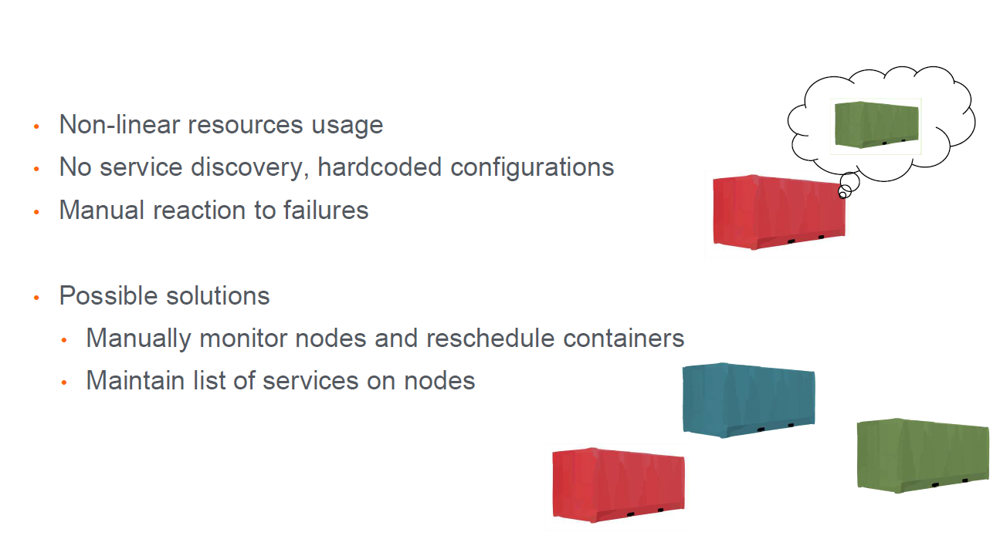 • Non-linear resources usage
• No service discovery, hardcoded configurations
• Manual reaction to failures
• Possible solutions
• Manually monitor nodes and reschedule containers
• Maintain list of services on nodes